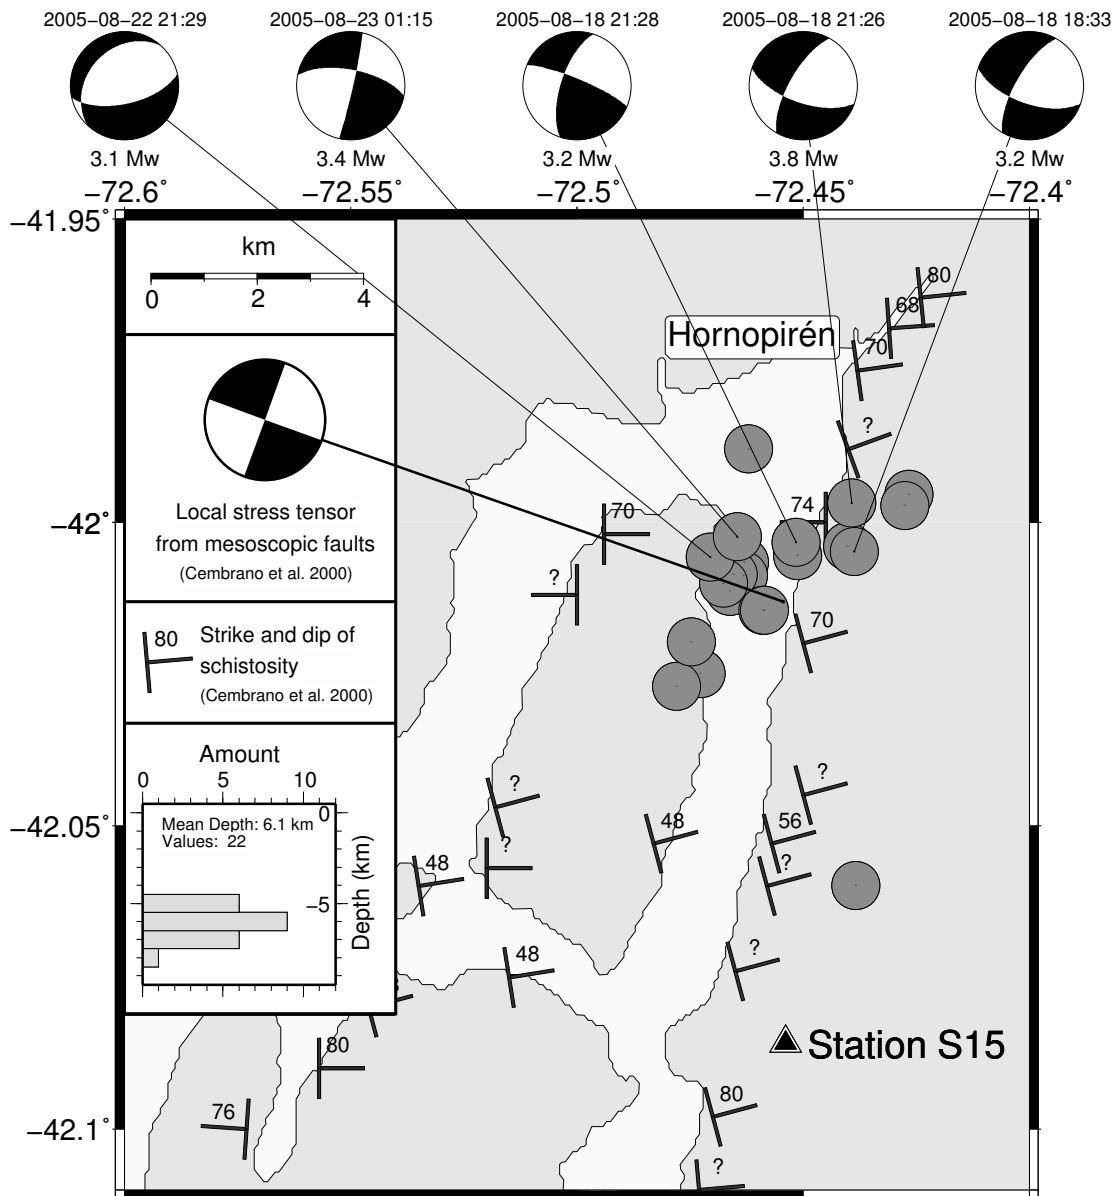 2005−08−22 21:29 2005−08−23 01:15 2005−08−18 21:28 2005−08−18 21:26 2005−08−18 18:33
3.1 Mw 3.4 Mw 3.2 Mw 3.8 Mw 3.2 Mw
−72.6˚ −72.55˚ −72.5˚ −72.45˚ −72.4˚
−41.95˚
km
0 2 4
80
68
Hornopirén
70
?
Local stress tensor
from mesoscopic faults
(Cembrano et al. 2000)
−42˚
70
74
?
80
Strike and dip of
schistosity
(Cembrano et al. 2000)
70
Amount
0 5 10
Mean Depth: 6.1 km
Values: 22
0
−5
Depth (km)
?
?
−42.05˚
48
56
?
48
?
48
?
Station S15
80
80
76
−42.1˚
?